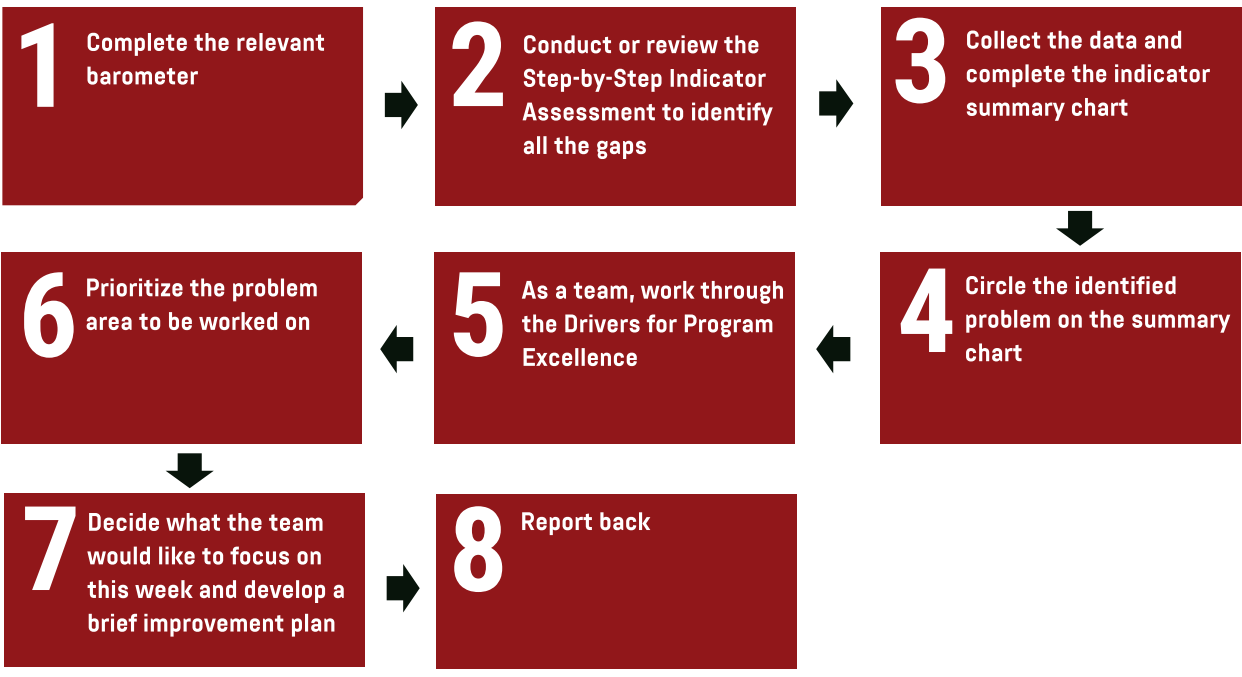 1
Complete the relevant
barometer
2
Conduct or review the
Step-by-Step Indicator
Assessment to identify
all the gaps
3
Collect the data and
complete the indicator
summary chart
4
Circle the identified
problem on the summary
chart
5
As a team, work through
the Drivers for Program
Excellence
6
Prioritize the problem
area to be worked on
7
Decide what the team
would like to focus on
this week and develop a
brief improvement plan
8
Report back